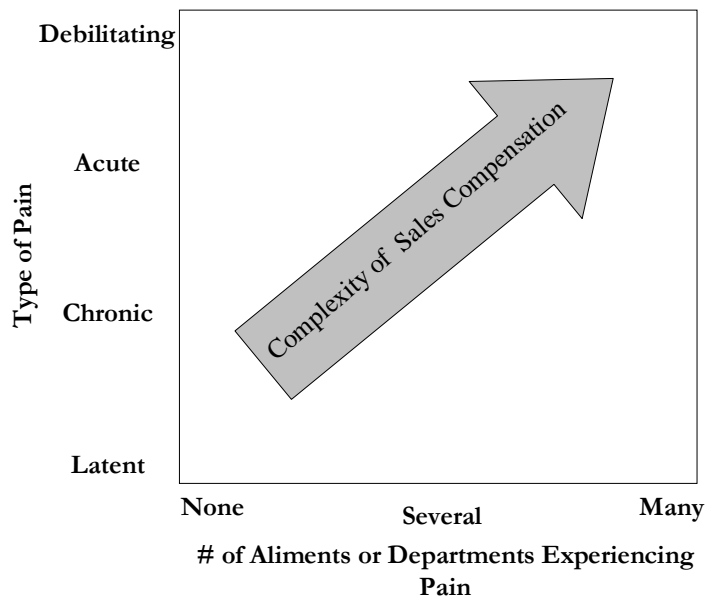 Debilitating
Acute
Chronic
Latent
Type of Pain
Complexity of Sales Compensation
None
Several
Many
# of Aliments or Departments Experiencing
Pain